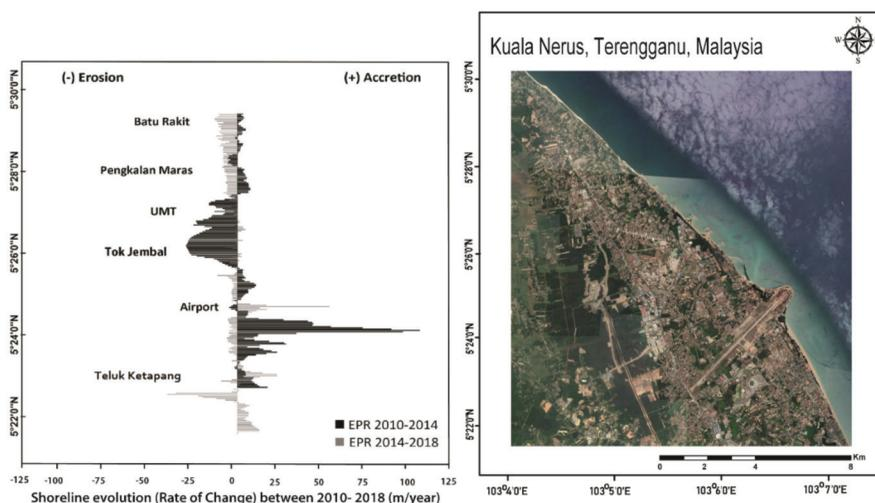 (-) Erosion
(+) Accretion
5°30'0"N
5°28'0"N
5°26'0"N
5°24'0"N
5°22'0"N
Batu Rakit
Pengkalan Maras
UMT
Tok Jembal
Airport
Teluk Ketapang
EPR 2010-2014
EPR 2014-2018
-125 -100 -75 -50 -25 0 25 50 75 100 125
Shoreline evolution (Rate of Change) between 2010- 2018 (m/year)
Kuala Nerus, Terengganu, Malaysia
N
W E
S
5°30'0"N
5°28'0"N
5°26'0"N
5°24'0"N
5°22'0"N
Km
0 1 2 4 6 8
103°4'0"E 103°5'0"E 103°6'0"E 103°7'0"E